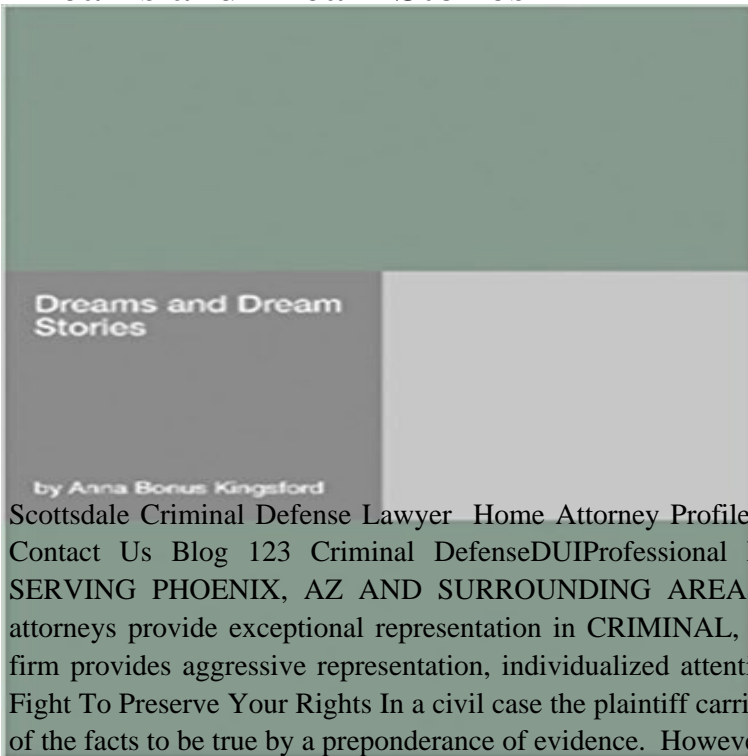 Dreams and Dream
Stories
by Anna Bonus Kingsford
Scottsdale Criminal Defense Lawyer Home Attorney Profile
Contact Us Blog 123 Criminal DefenseDUIProfessional
SERVING PHOENIX, AZ AND SURROUNDING AREA
attorneys provide exceptional representation in CRIMINAL,
firm provides aggressive representation, individualized attenti
Fight To Preserve Your Rights In a civil case the plaintiff carri
of the facts to be true by a preponderance of evidence. Howeve